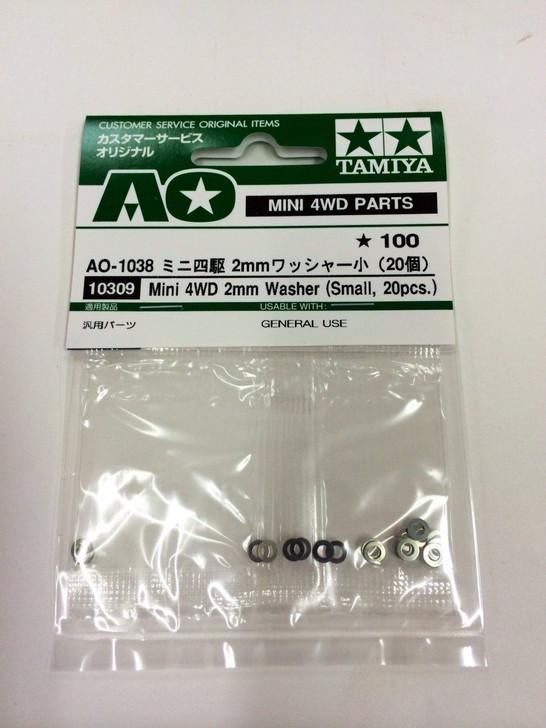 CUSTOMER SERVICE ORIGINAL ITEMS
カスタマーサービス
オリジナル
TAMIYA
AO
MINI 4WD PARTS
★ 100
AO-1038 ミニ四駆 2mmワッシャー小（20個）
10309 Mini 4WD 2mm Washer (Small, 20pcs.)
適用製品 USABLE WITH:
汎用パーツ GENERAL USE